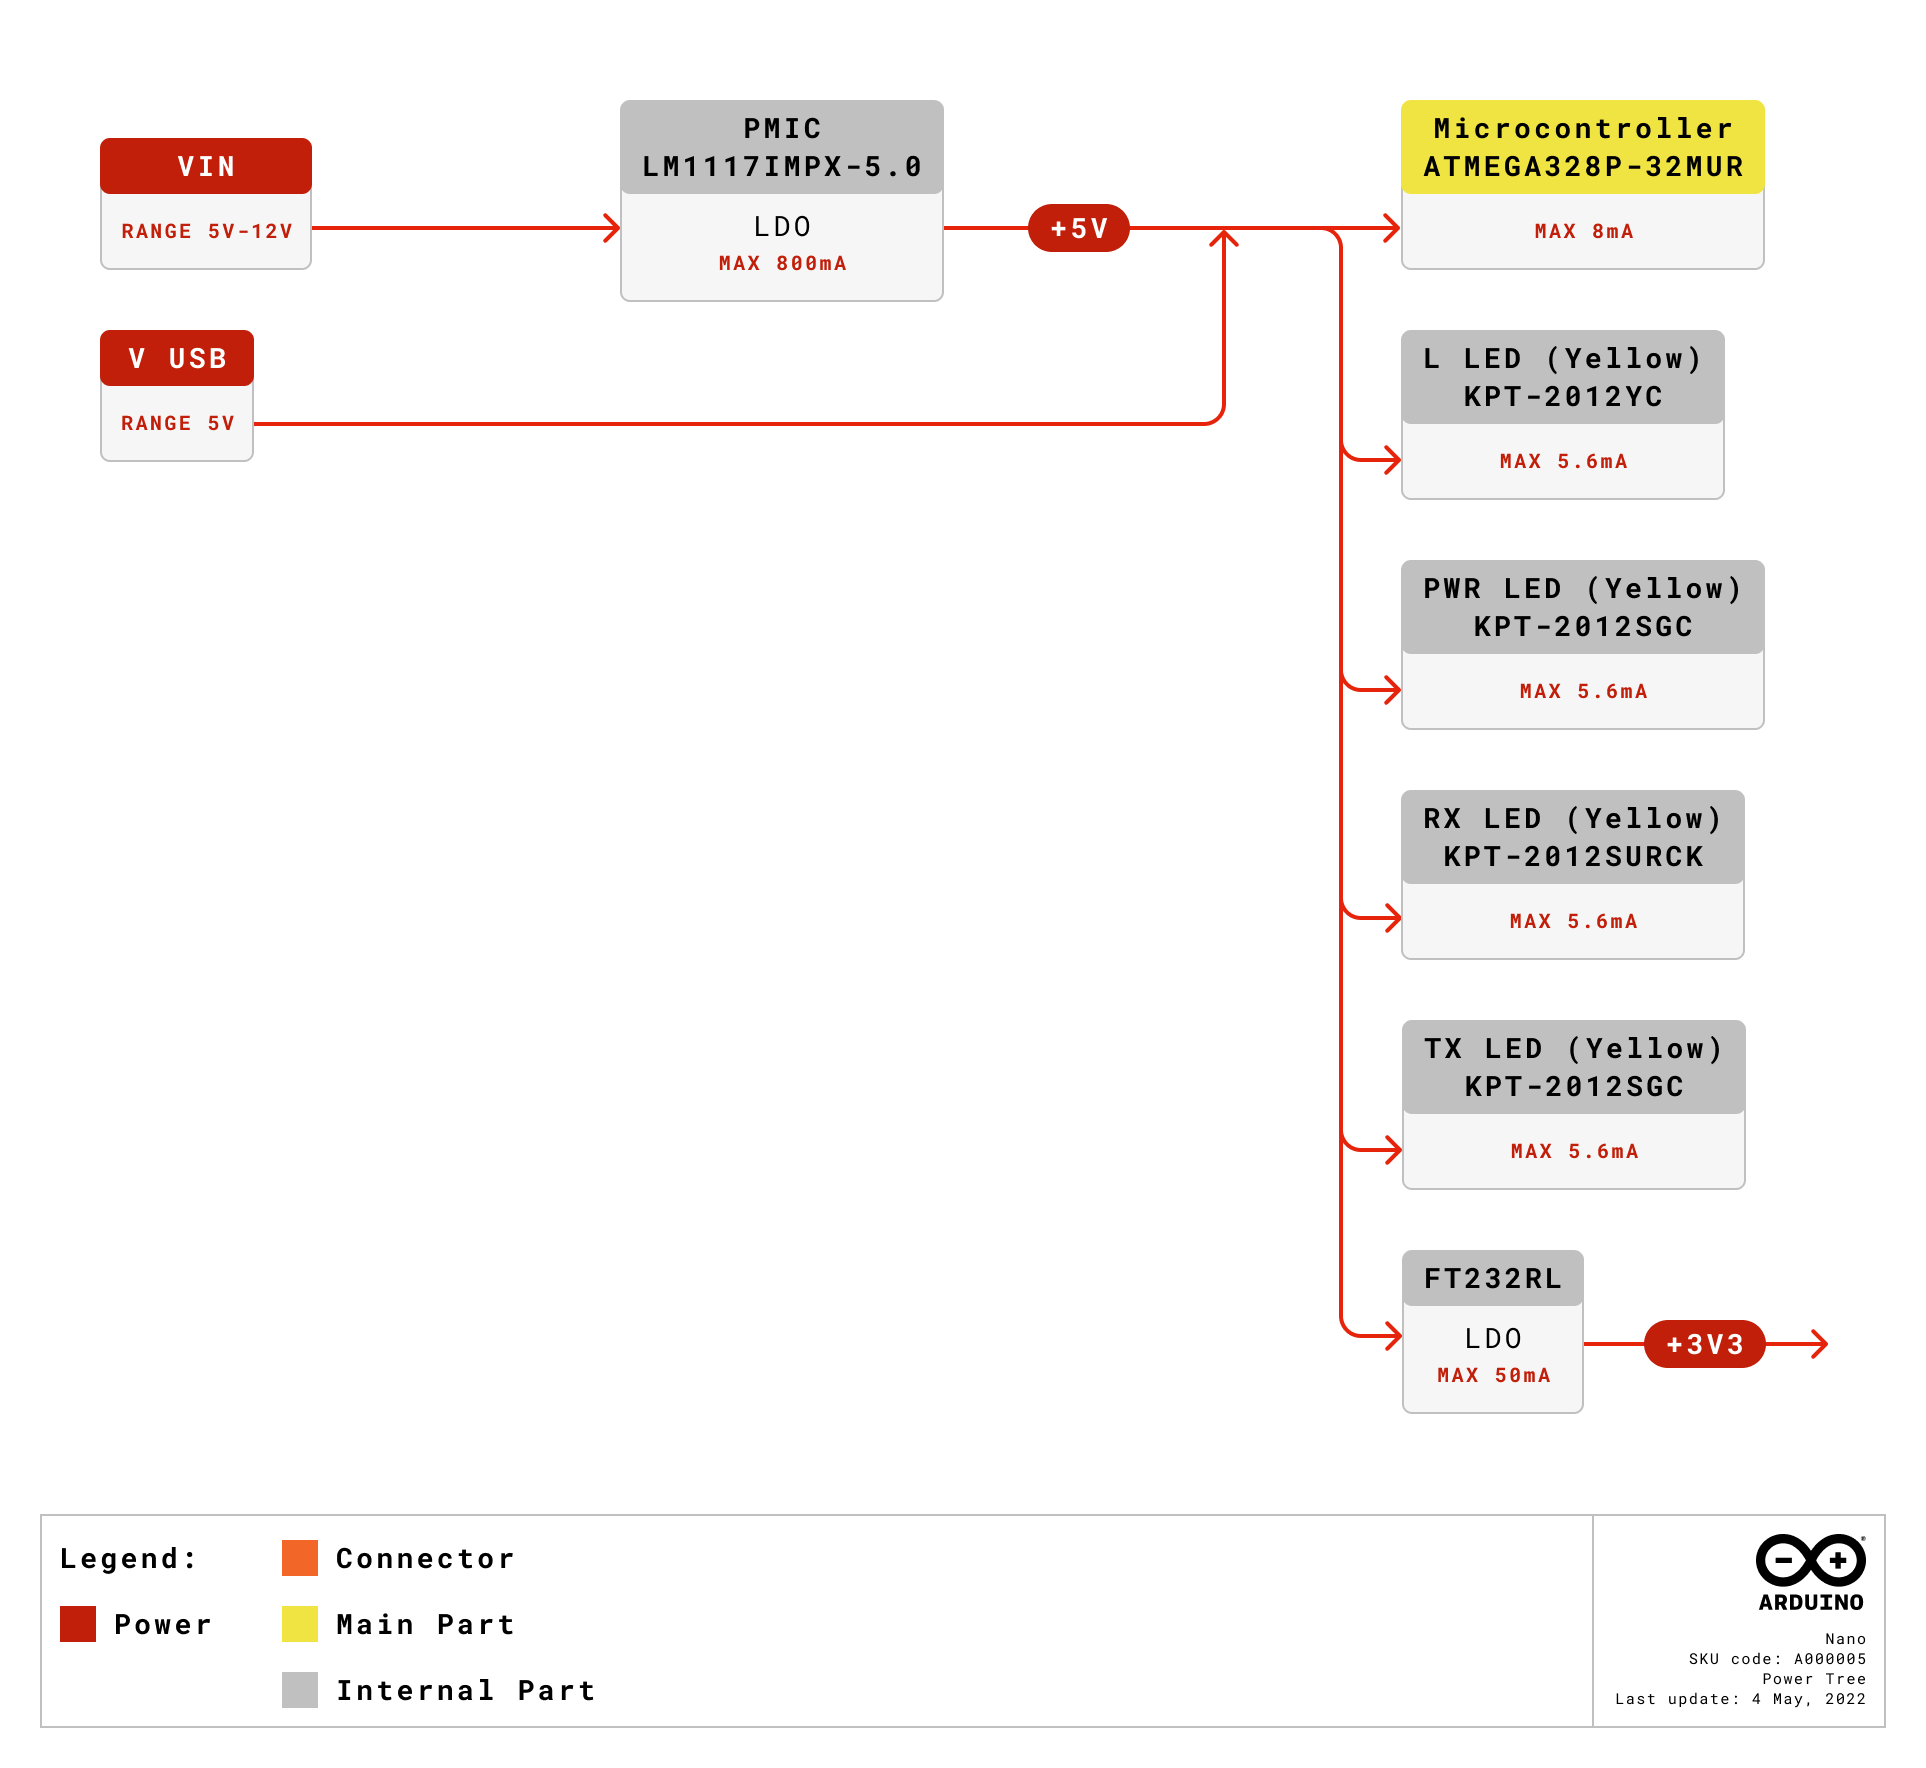 VIN
RANGE 5V-12V
PMIC
LM1117IMPX-5.0
LDO
MAX 800mA
+5V
Microcontroller
ATMEGA328P-32MUR
MAX 8mA
V USB
RANGE 5V
L LED (Yellow)
KPT-2012YC
MAX 5.6mA
PWR LED (Yellow)
KPT-2012SGC
MAX 5.6mA
RX LED (Yellow)
KPT-2012SURCK
MAX 5.6mA
TX LED (Yellow)
KPT-2012SGC
MAX 5.6mA
FT232RL
LDO
MAX 50mA
+3V3
Legend:
Power
Connector
Main Part
Internal Part
ARDUINO
Nano
SKU code: A000005
Power Tree
Last update: 4 May, 2022